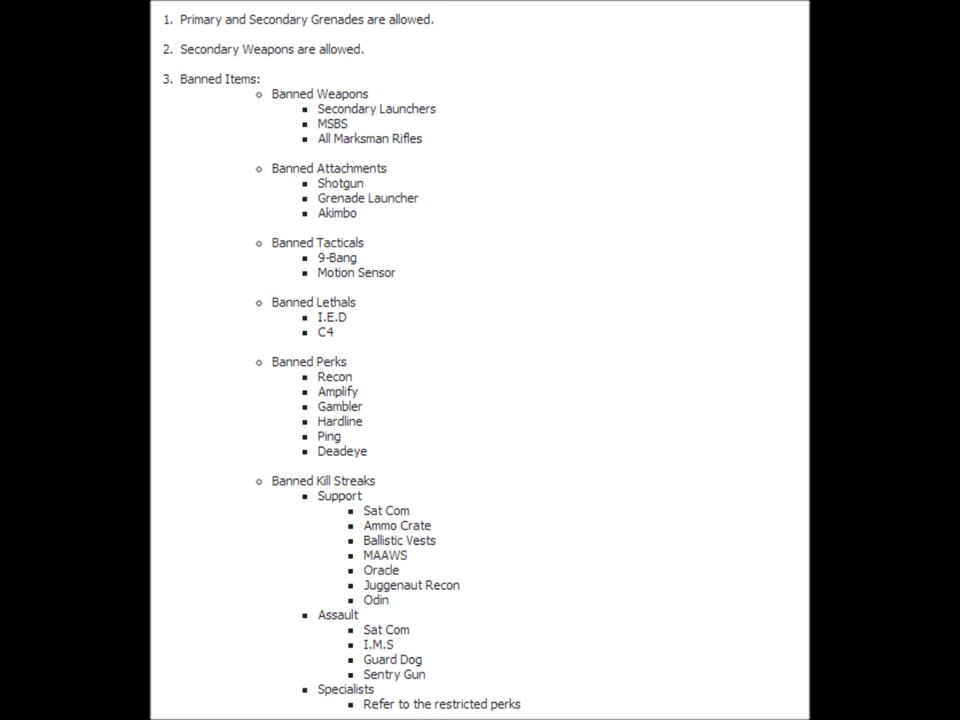 1. Primary and Secondary Grenades are allowed.
2. Secondary Weapons are allowed.
3. Banned Items:
Banned Weapons
Secondary Launchers
MSBS
All Marksman Rifles
Banned Attachments
Shotgun
Grenade Launcher
Akimbo
Banned Tacticals
9-Bang
Motion Sensor
Banned Lethals
I.E.D
C4
Banned Perks
Recon
Amplify
Gambler
Hardline
Ping
Deadeye
Banned Kill Streaks
Support
Sat Com
Ammo Crate
Ballistic Vests
MAAWS
Oracle
Juggenaut Recon
Odin
Assault
Sat Com
I.M.S
Guard Dog
Sentry Gun
Specialists
Refer to the restricted perks